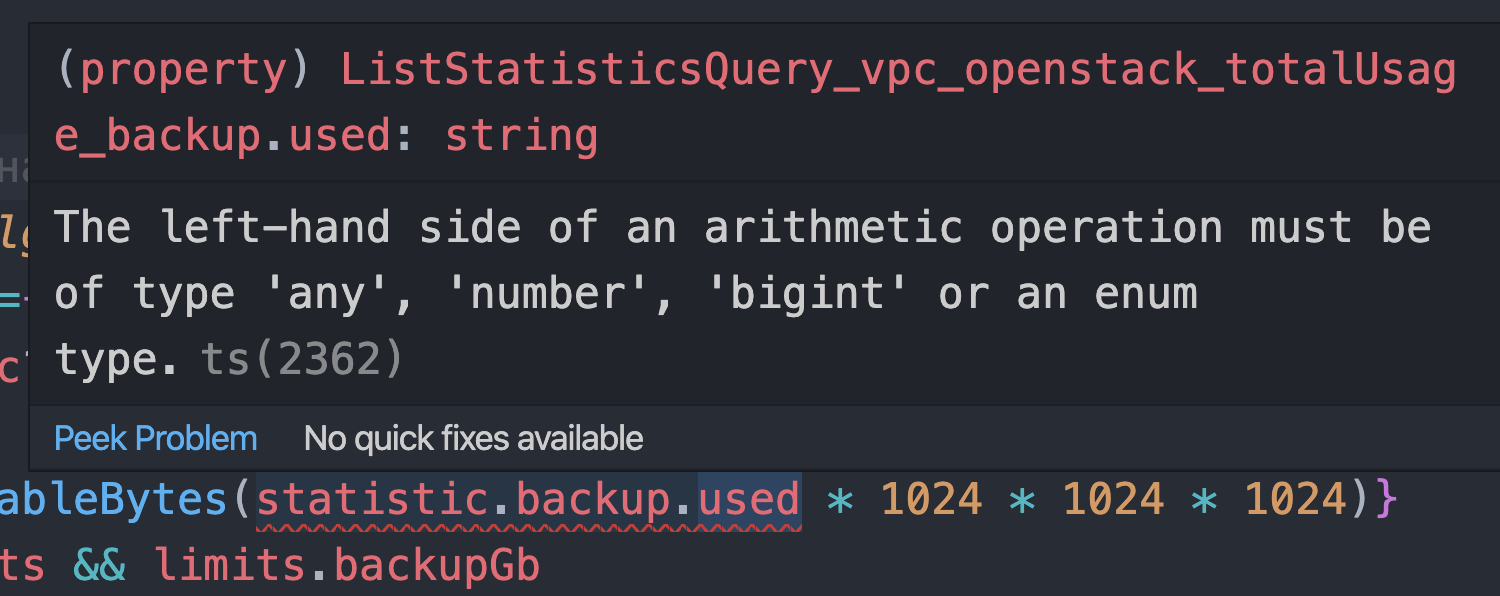 (property) ListStatisticsQuery_vpc_openstack_totalUsag
e_backup.used: string
The left-hand side of an arithmetic operation must be
of type 'any', 'number', 'bigint' or an enum
type. ts(2362)
Peek Problem No quick fixes available
ableBytes(statistic.backup.used * 1024 * 1024 * 1024)}
ts && limits.backupGb